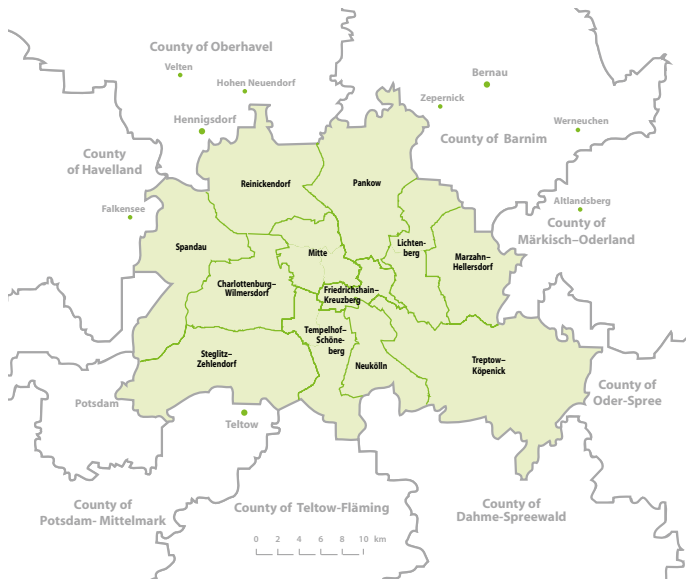 County of Oberhavel
Velten
Hohen Neuendorf
Bernau
Zepernick
Hennigsdorf
Werneuchen
County of Barnim
County
of Havelland
Reinickendorf
Pankow
Altlandsberg
Falkensee
County of
Märkisch–Oderland
Spandau
Mitte
Lichten–
berg
Marzahn–
Hellersdorf
Charlottenburg–
Wilmersdorf
Friedrichshain–
Kreuzberg
Tempelhof–
Schöne–
berg
Steglitz–
Zehlendorf
Neukölln
Treptow–
Köpenick
County of
Oder-Spree
Potsdam
Teltow
County of
Potsdam- Mittelmark
County of Teltow-Fläming
County of
Dahme-Spreewald
0 2 4 6 8 10 km